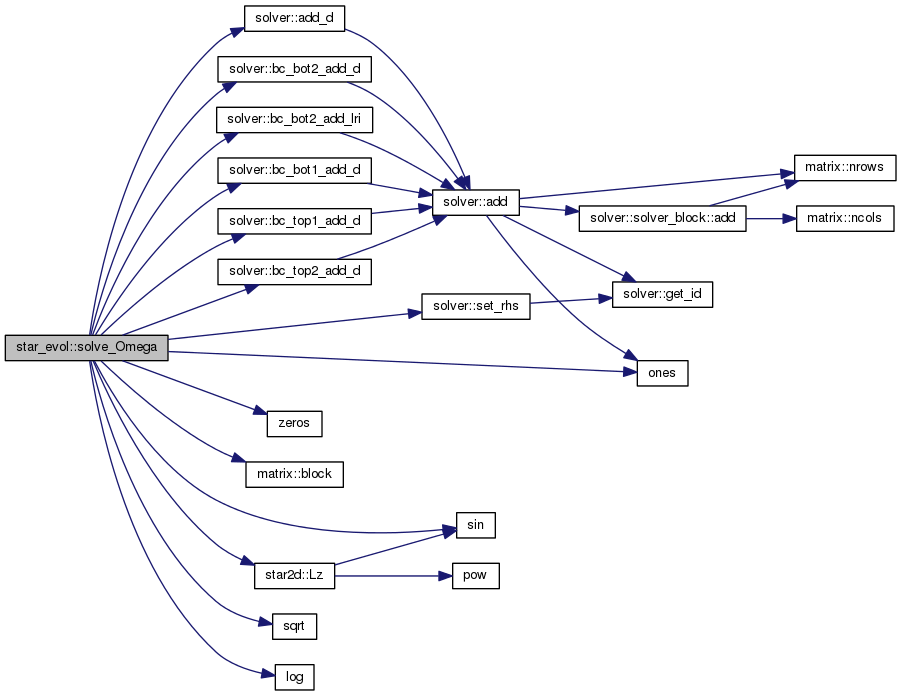 solver::add_d
solver::bc_bot2_add_d
solver::bc_bot2_add_lri
solver::bc_bot1_add_d
solver::bc_top1_add_d
solver::bc_top2_add_d
solver::add
matrix::nrows
solver::solver_block::add
matrix::ncols
solver::get_id
solver::set_rhs
star_evol::solve_Omega
ones
zeros
matrix::block
sin
star2d::Lz
pow
sqrt
log